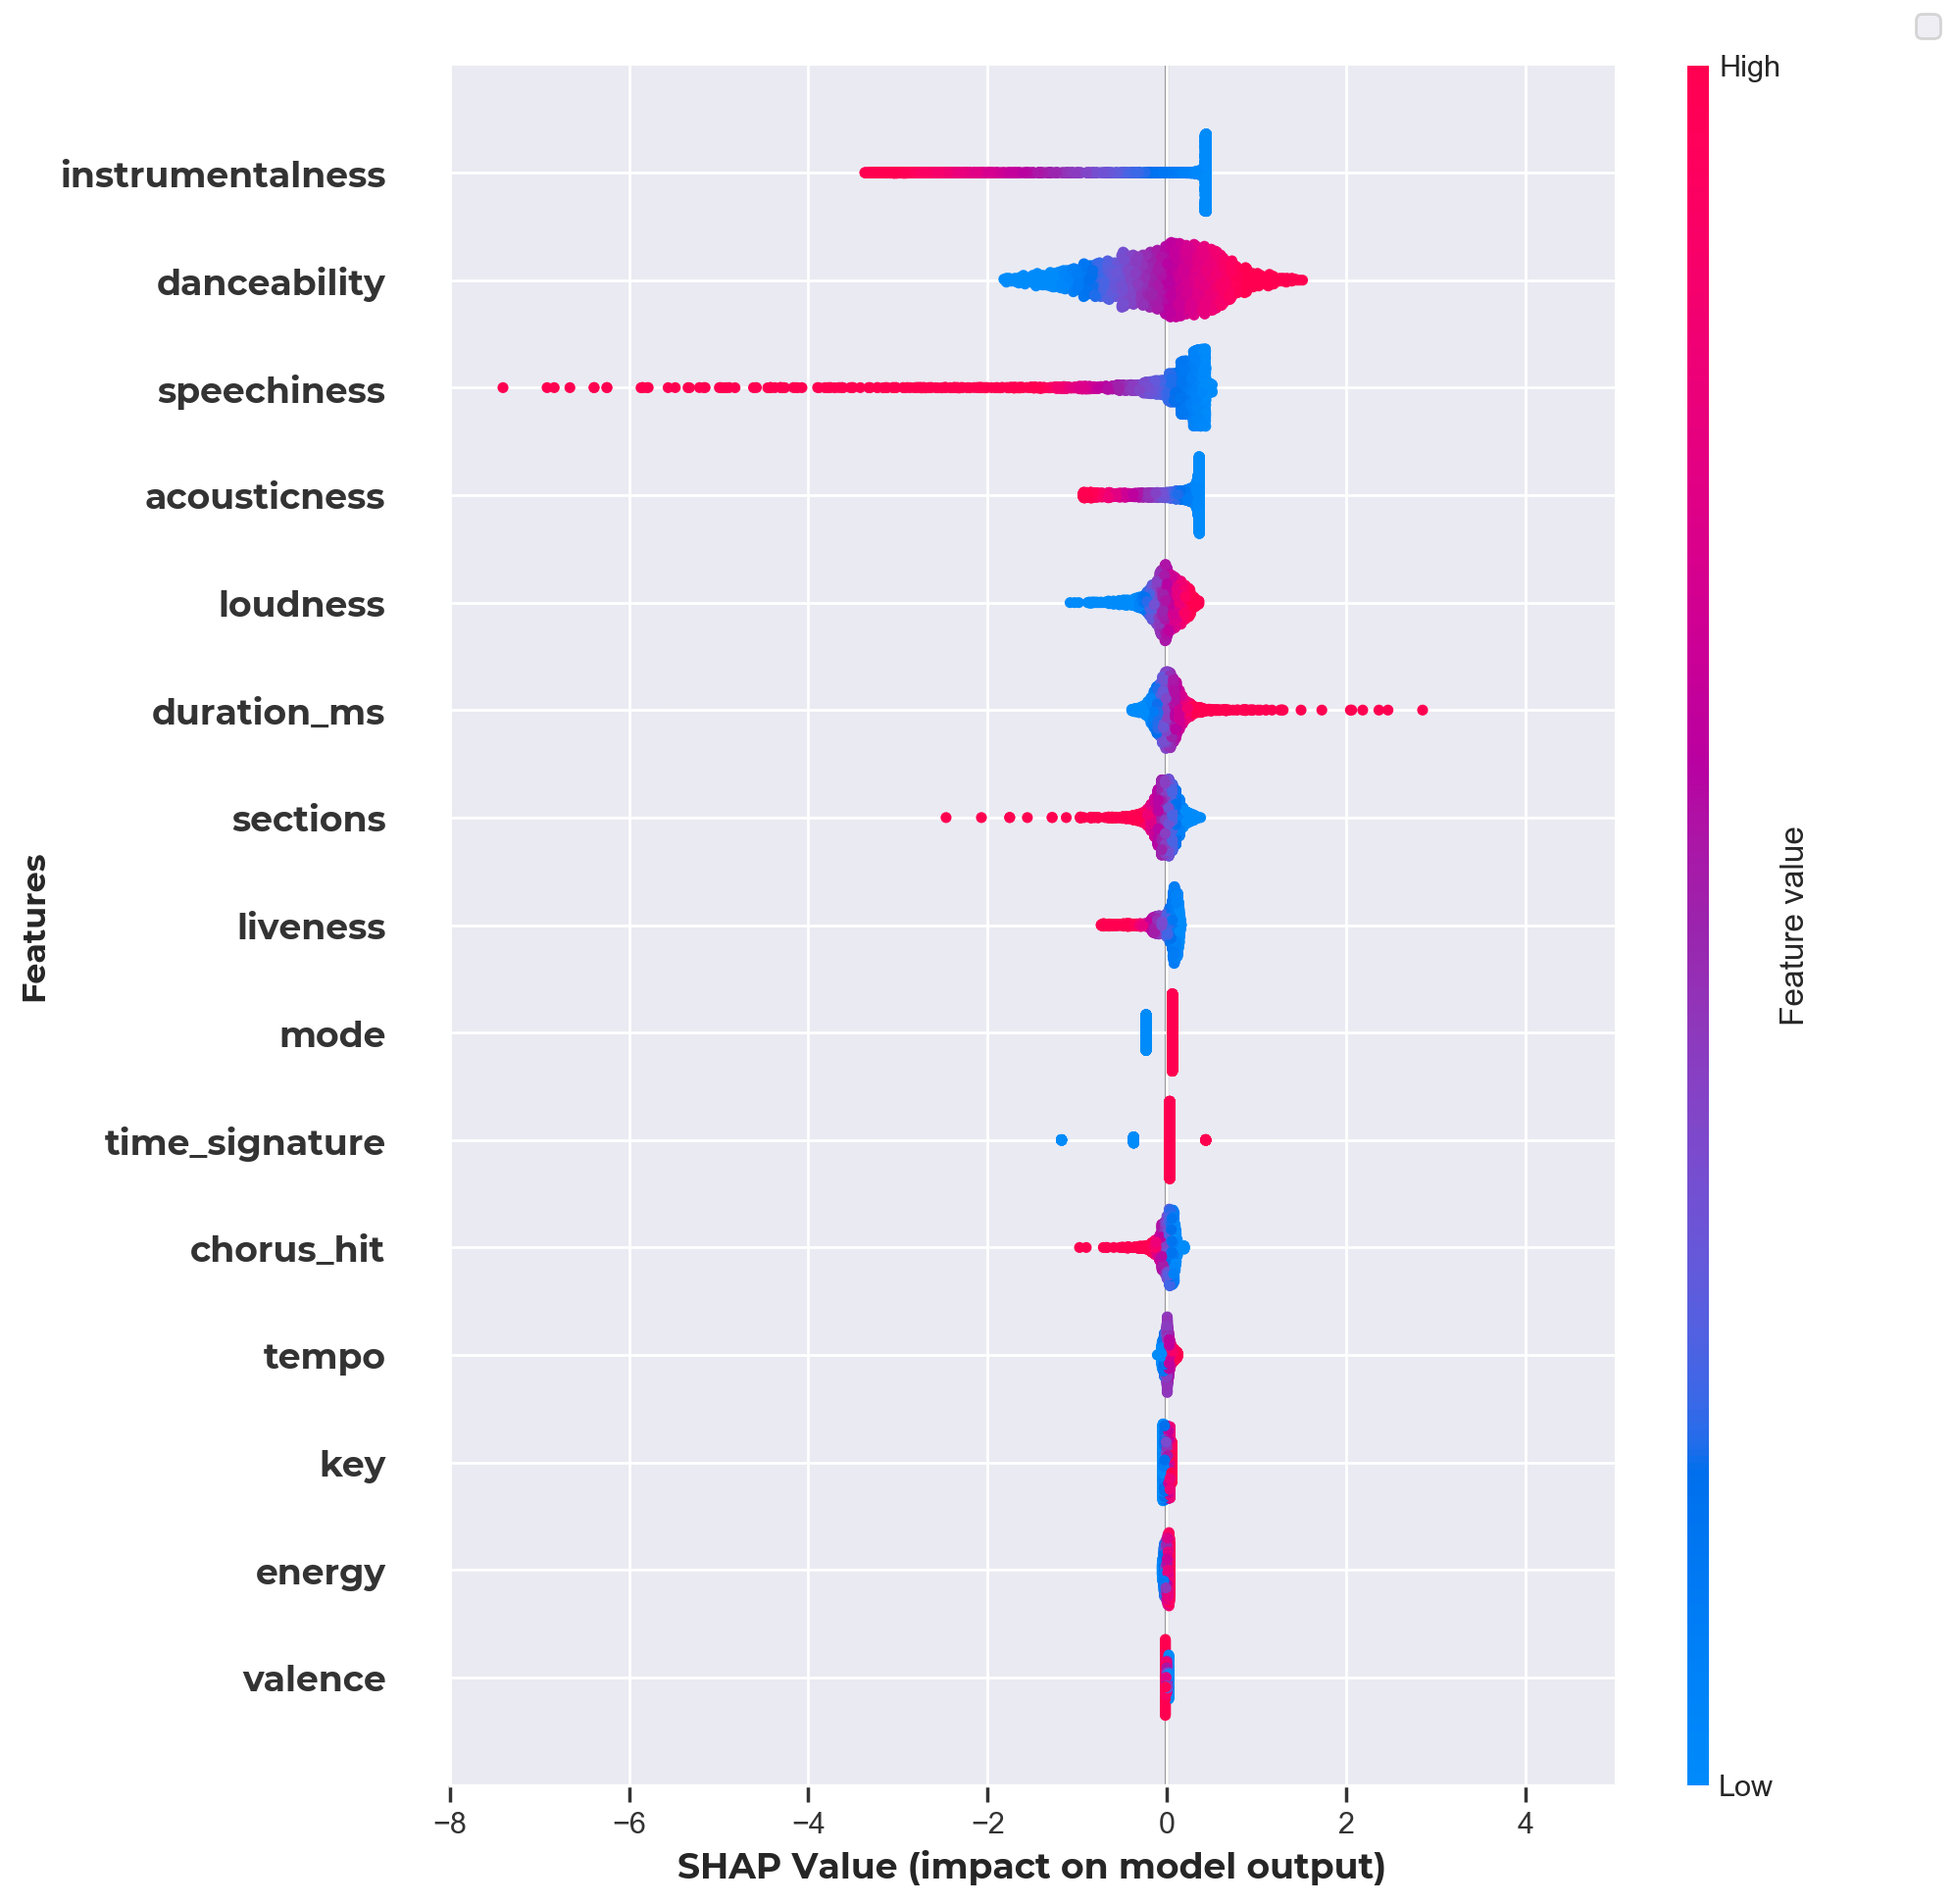 High
instrumentalness
danceability
speechiness
acousticness
loudness
duration_ms
sections
liveness
mode
time_signature
chorus_hit
tempo
key
energy
valence
Features
Feature value
Low
−8 −6 −4 −2 0 2 4
SHAP Value (impact on model output)